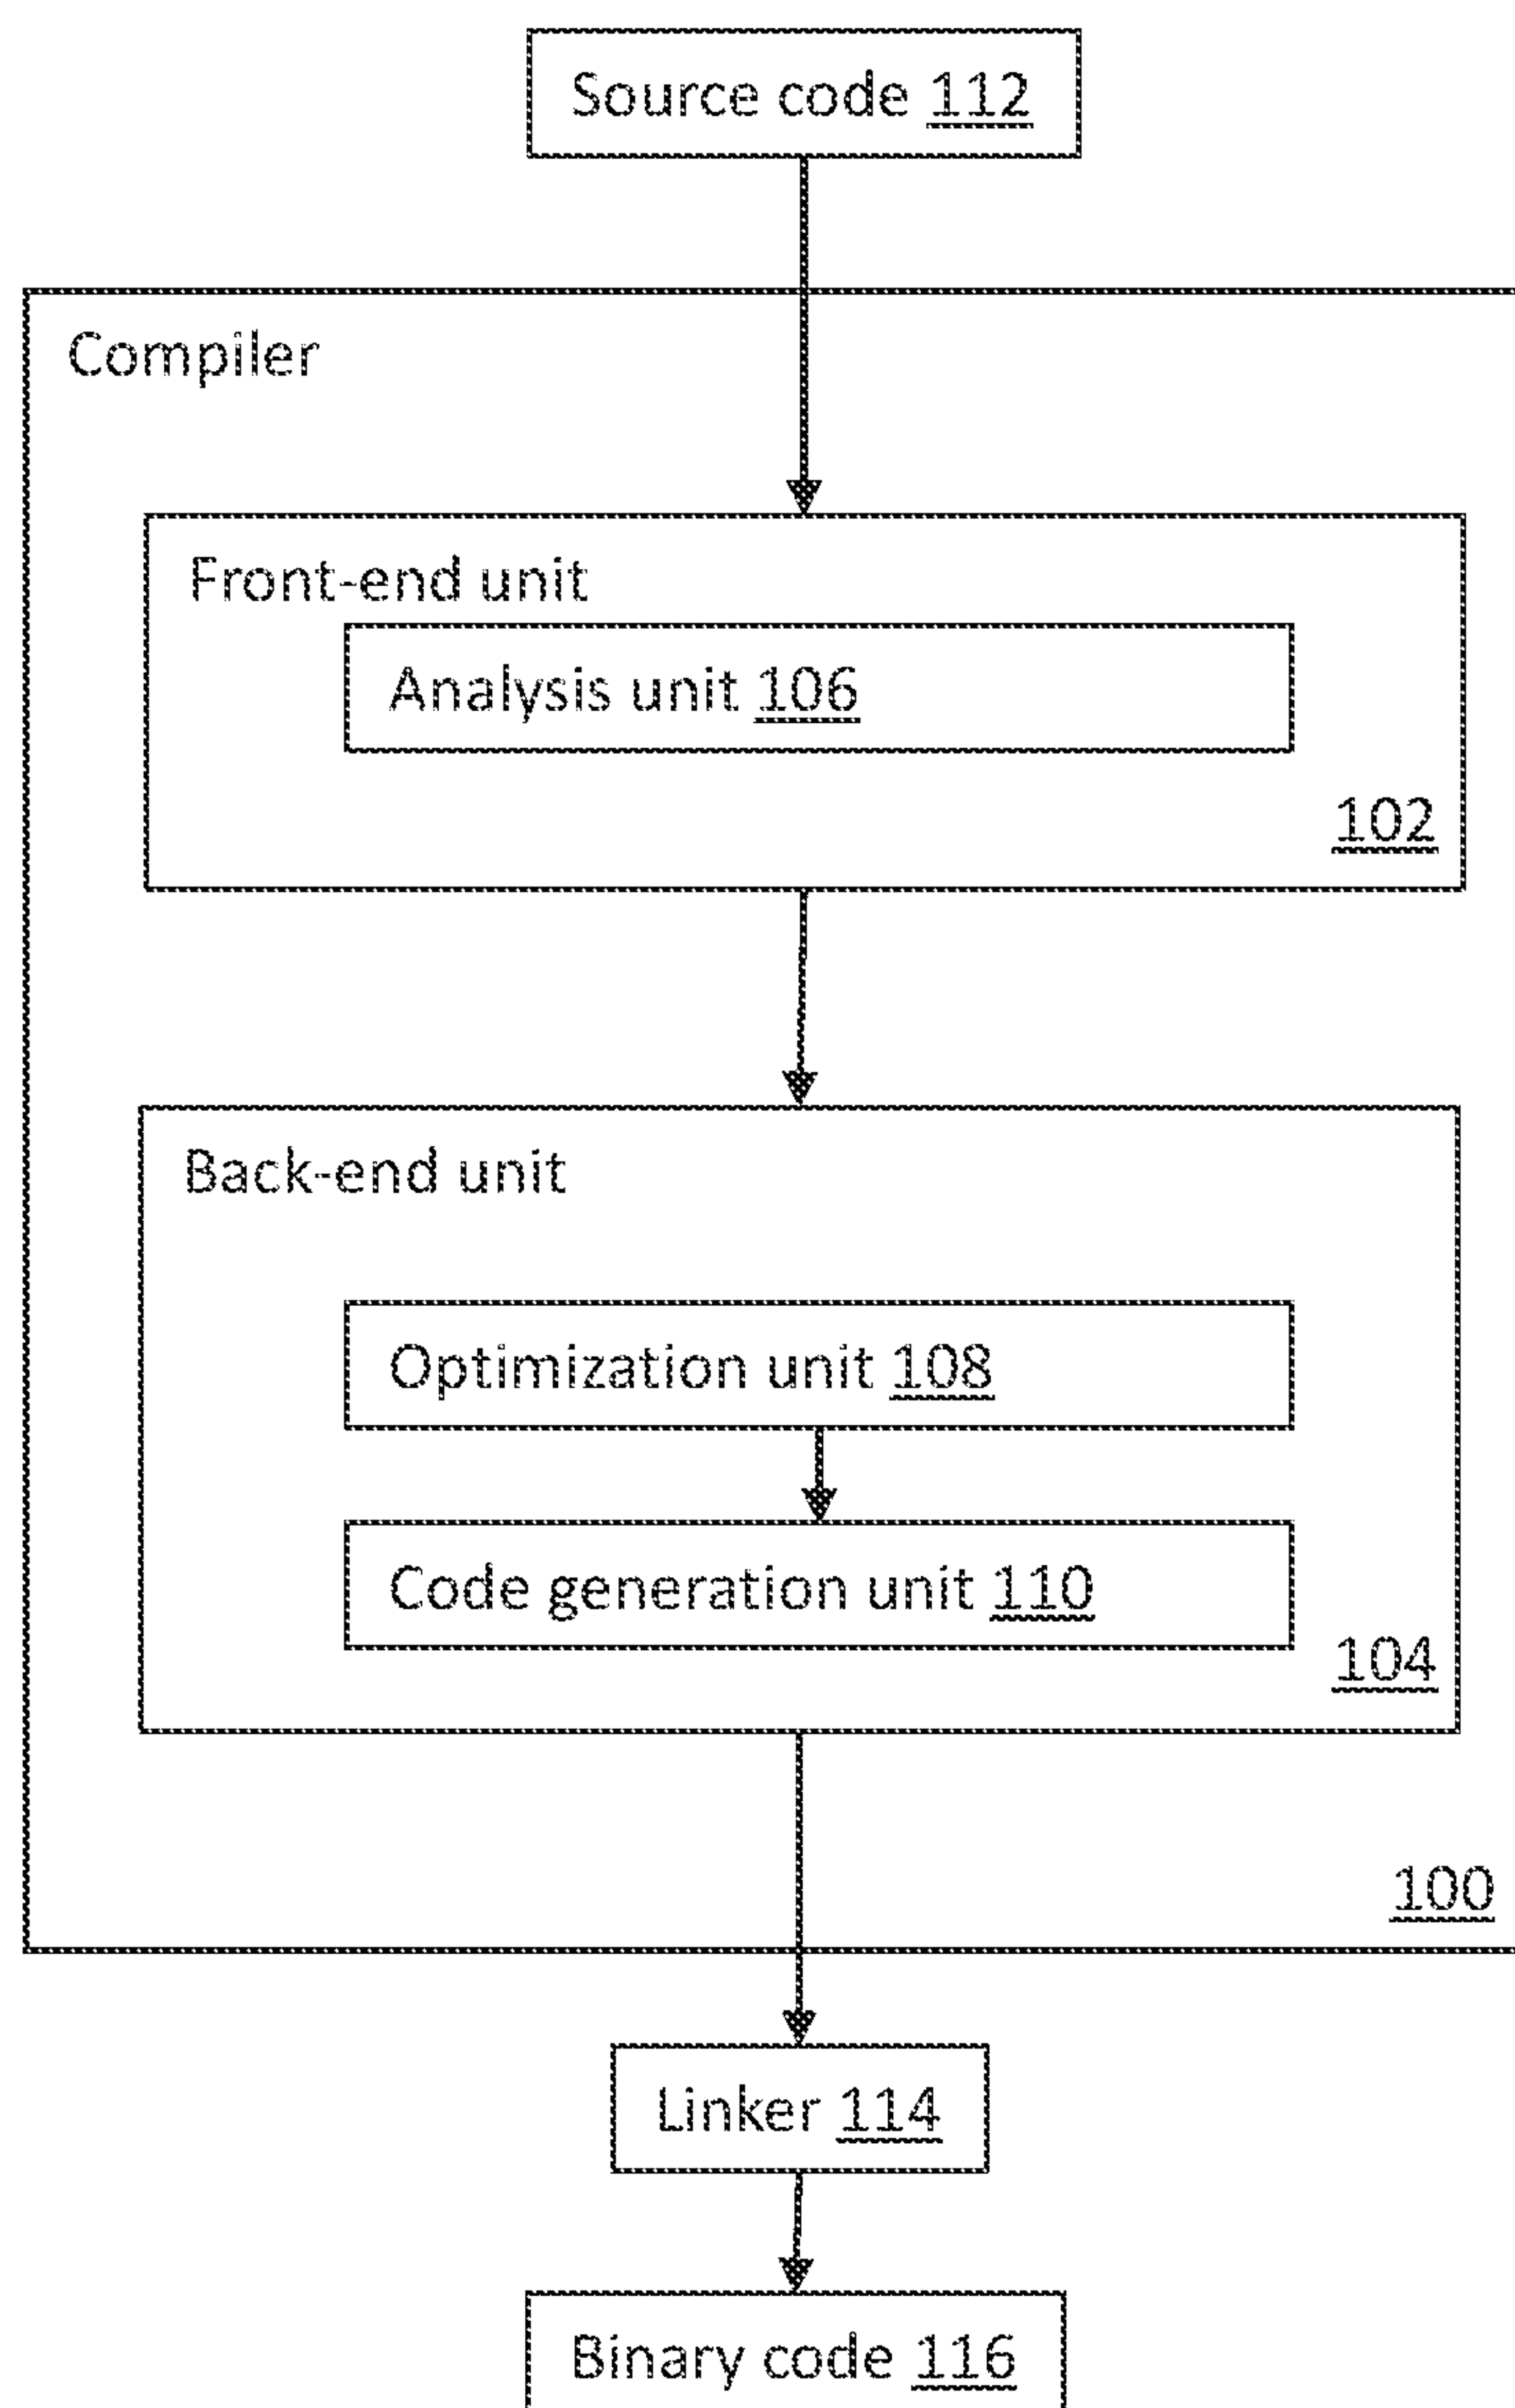 Source code 112
Compiler
Front-end unit
Analysis unit 106
102
Back-end unit
Optimization unit 108
Code generation unit 110
104
100
Linker 114
Binary code 116